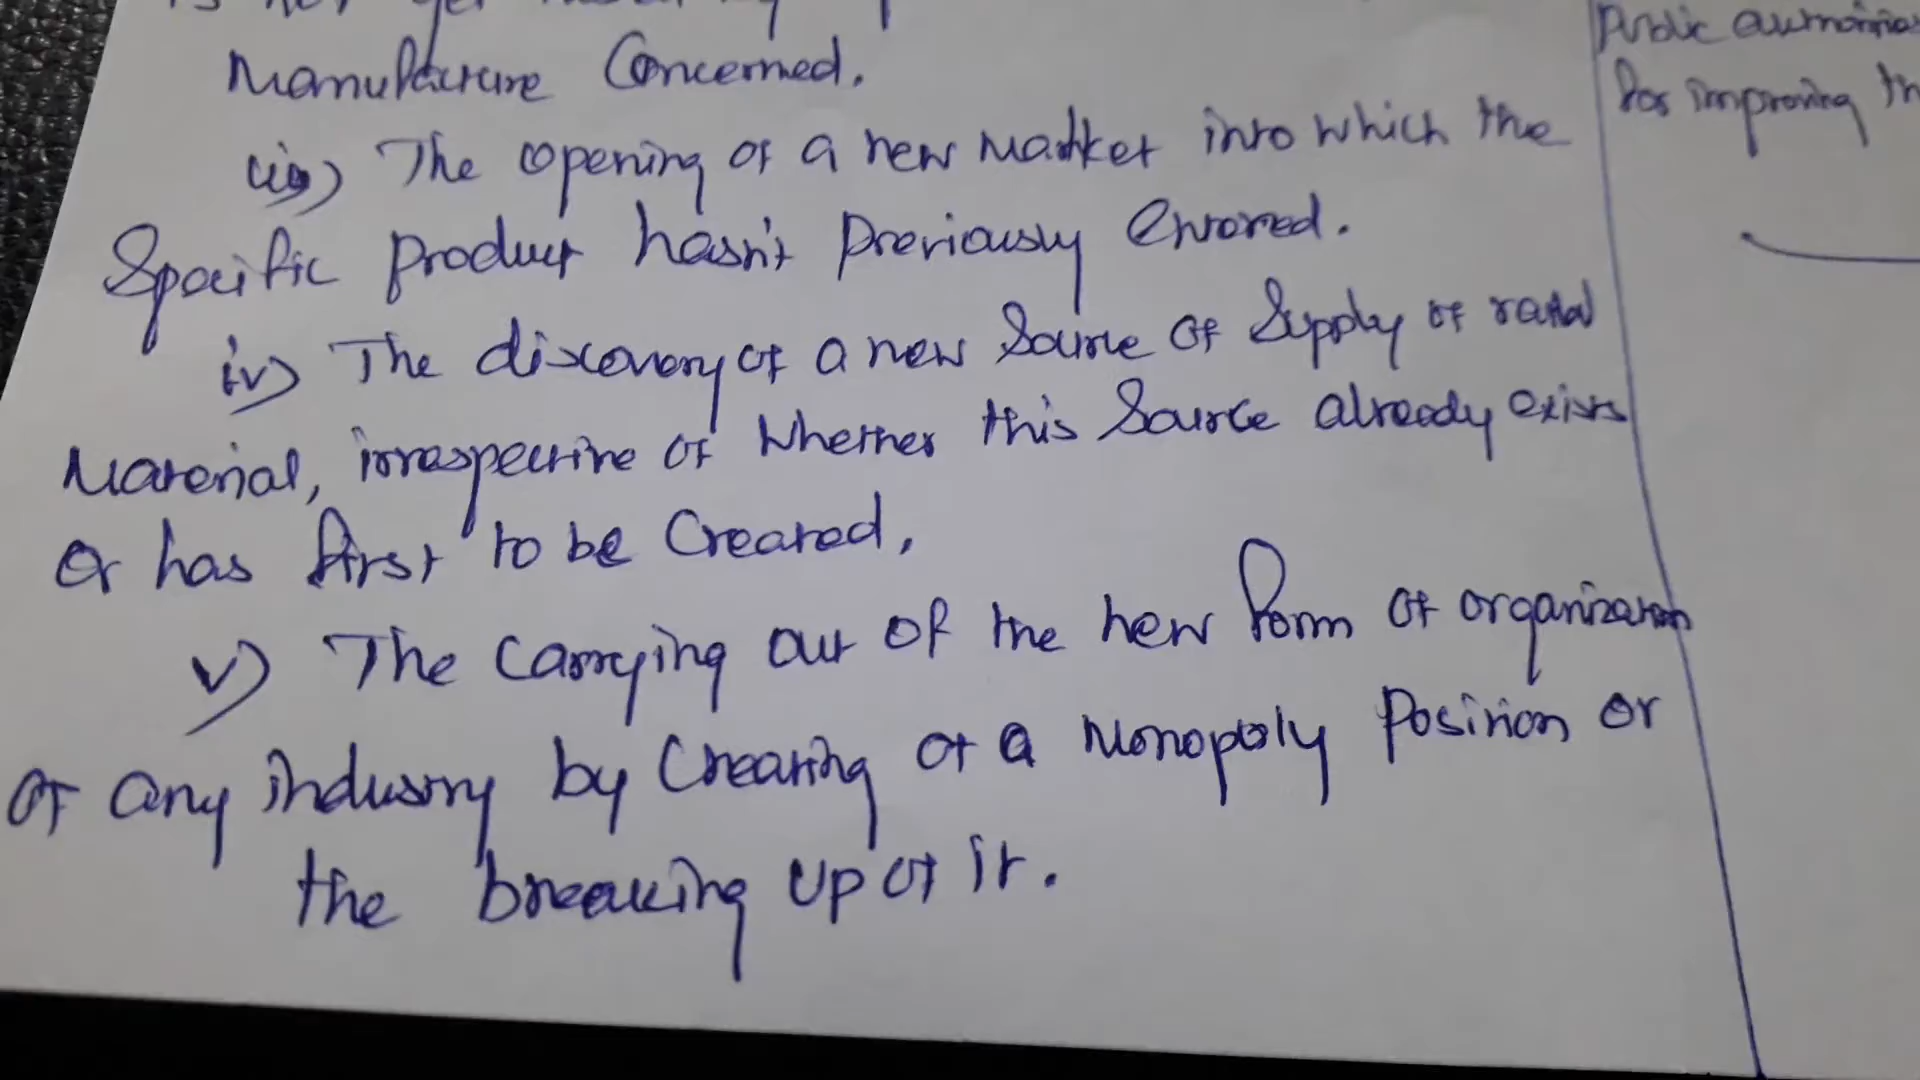 Manufacture Concerned.
iii) The opening of a new Market into which the
Specific product hasn't previously entored.
iv) The discovery of a new Source of Supply of
Material, irrespective of whether this Source already exists
Or has first to be Created,
v) The Carrying out of the new form of organization
of any industry by Creating of a Monopoly Position or
the breaking up of it.
Public authorities
for improving th